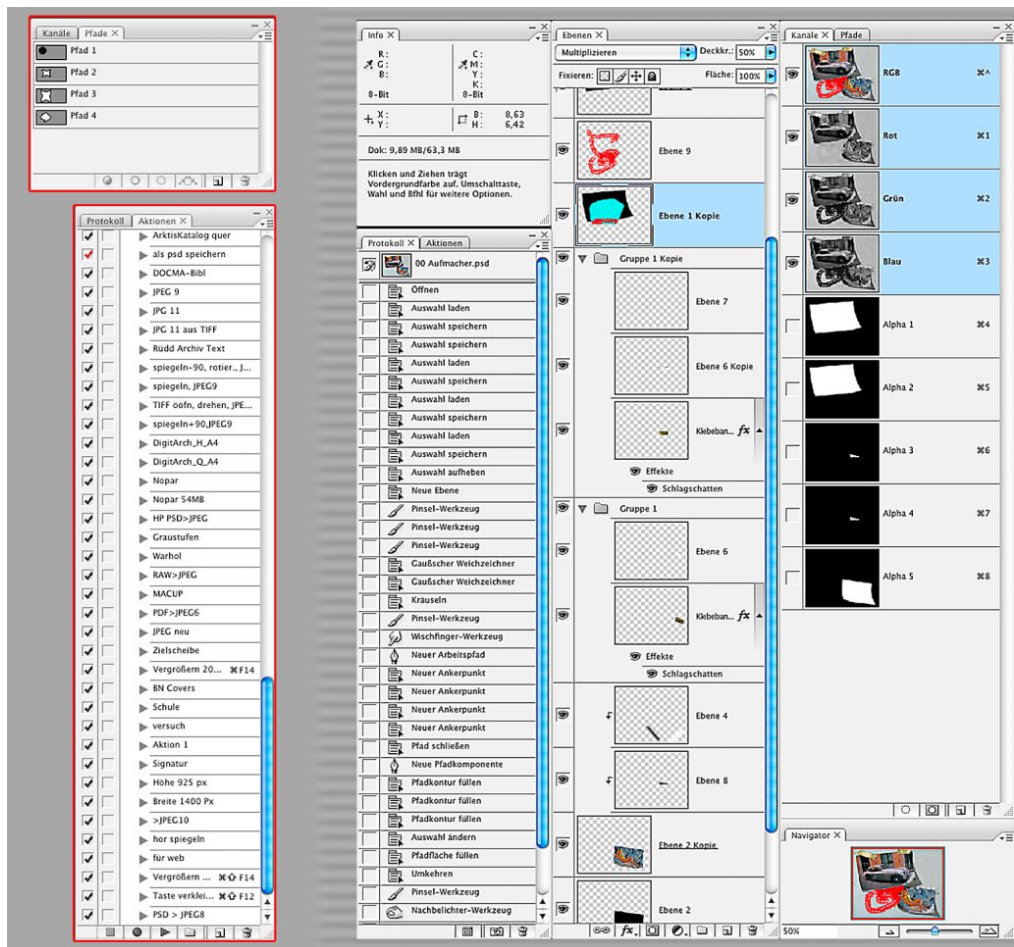 Kanäle Pfade ×
Pfad 1
Pfad 2
Pfad 3
Pfad 4
Protokoll Aktionen ×
ArktisKatalog quer
als psd speichern
DOCMA-Bibl
JPEG 9
JPG 11
JPG 11 aus TIFF
Rüdd Archiv Text
spiegeln-90, rotier., J...
spiegeln, JPEG9
TIFF öofn, drehen, JPE...
spiegeln+90,JPEG9
DigitArch_H_A4
DigitArch_Q_A4
Nopar
Nopar 54MB
HP PSD>JPEG
Graustufen
Warhol
RAW>JPEG
MACUP
PDF>JPEG6
JPEG neu
Zielscheibe
Vergrößern 20... ⌘F14
BN Covers
Schule
versuch
Aktion 1
Signatur
Höhe 925 px
Breite 1400 Px
>JPEG10
hor spiegeln
für web
Vergrößern ... ⌘⇧F14
Taste verklei... ⌘⇧F12
PSD > JPEG8
Info ×
R: C:
G: M:
B: Y:
K:
8-Bit 8-Bit
X: B: 8,63
Y: H: 6,42
Dok: 9,89 MB/63,3 MB
Klicken und Ziehen trägt
Vordergrundfarbe auf. Umschalttaste,
Wahl und Bfhl für weitere Optionen.
Protokoll × Aktionen
00 Aufmacher.psd
Öffnen
Auswahl laden
Auswahl speichern
Auswahl speichern
Auswahl laden
Auswahl speichern
Auswahl laden
Auswahl speichern
Auswahl laden
Auswahl speichern
Auswahl aufheben
Neue Ebene
Pinsel-Werkzeug
Pinsel-Werkzeug
Pinsel-Werkzeug
Gaußscher Weichzeichner
Gaußscher Weichzeichner
Kräuseln
Pinsel-Werkzeug
Wischfinger-Werkzeug
Neuer Arbeitspfad
Neuer Ankerpunkt
Neuer Ankerpunkt
Neuer Ankerpunkt
Neuer Ankerpunkt
Pfad schließen
Neue Pfadkomponente
Pfadkontur füllen
Pfadkontur füllen
Pfadkontur füllen
Auswahl ändern
Pfadfläche füllen
Umkehren
Pinsel-Werkzeug
Nachbelichter-Werkzeug
Ebenen ×
Multiplizieren Deckkr.: 50%
Fixieren: Fläche: 100%
Ebene 9
Ebene 1 Kopie
Gruppe 1 Kopie
Ebene 7
Ebene 6 Kopie
Klebeban... fx
Effekte
Schlagschatten
Gruppe 1
Ebene 6
Klebeban... fx
Effekte
Schlagschatten
Ebene 4
Ebene 8
Ebene 2 Kopie
Ebene 2
fx
Kanäle × Pfade
RGB ⌘^
Rot ⌘1
Grün ⌘2
Blau ⌘3
Alpha 1 ⌘4
Alpha 2 ⌘5
Alpha 3 ⌘6
Alpha 4 ⌘7
Alpha 5 ⌘8
Navigator ×
50%